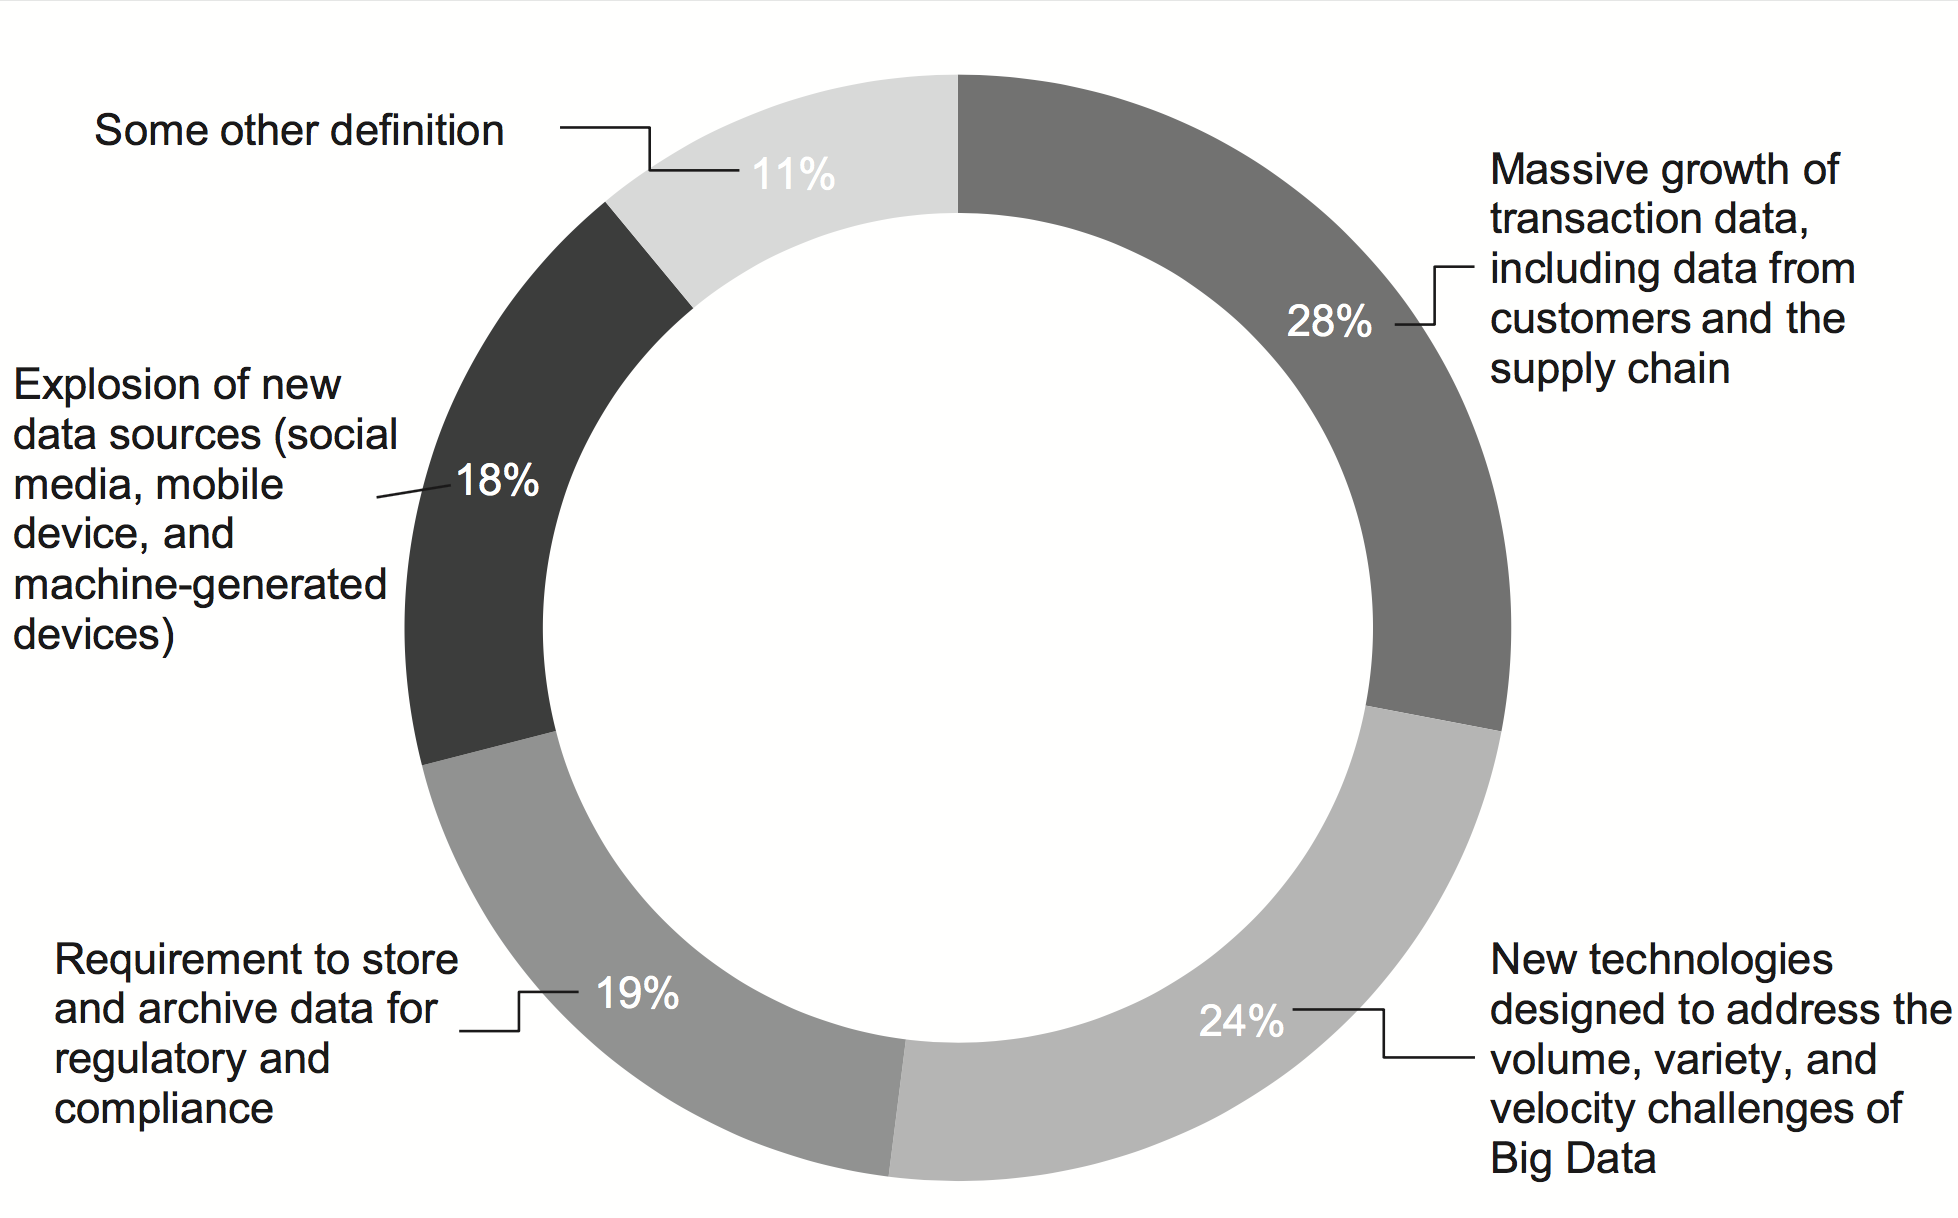 Some other definition
11%
Massive growth of
transaction data,
including data from
customers and the
supply chain
28%
Explosion of new
data sources (social
media, mobile
device, and
machine-generated
devices)
18%
Requirement to store
and archive data for
regulatory and
compliance
19%
24%
New technologies
designed to address the
volume, variety, and
velocity challenges of
Big Data